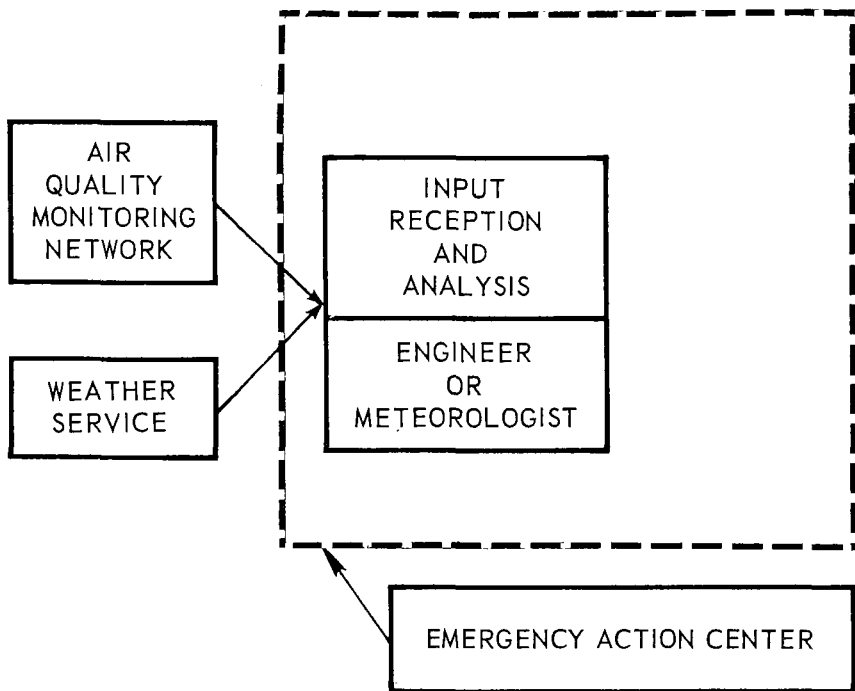 AIR
QUALITY
MONITORING
NETWORK
WEATHER
SERVICE
INPUT
RECEPTION
AND
ANALYSIS
ENGINEER
OR
METEOROLOGIST
EMERGENCY ACTION CENTER